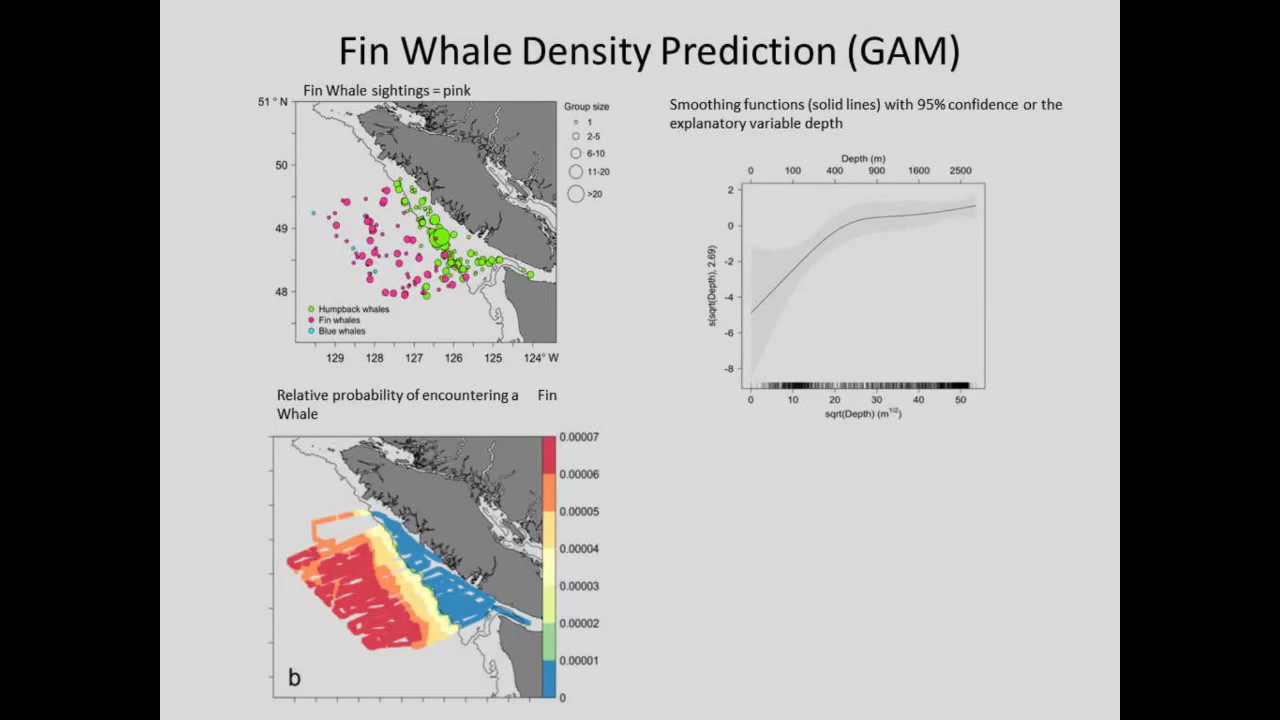 Fin Whale Density Prediction (GAM)
Fin Whale sightings = pink
51 ° N
50
49
48
129 128 127 126 125 124° W
Group size
1
2-5
6-10
11-20
>20
Humpback whales
Fin whales
Blue whales
Smoothing functions (solid lines) with 95% confidence or the
explanatory variable depth
Depth (m)
0 100 400 900 1600 2500
2
0
-2
-4
-6
-8
s(sqrt(Depth), 2.69)
0 10 20 30 40 50
sqrt(Depth) (m^1/2)
Relative probability of encountering a Fin
Whale
0.00007
0.00006
0.00005
0.00004
0.00003
0.00002
0.00001
0
b